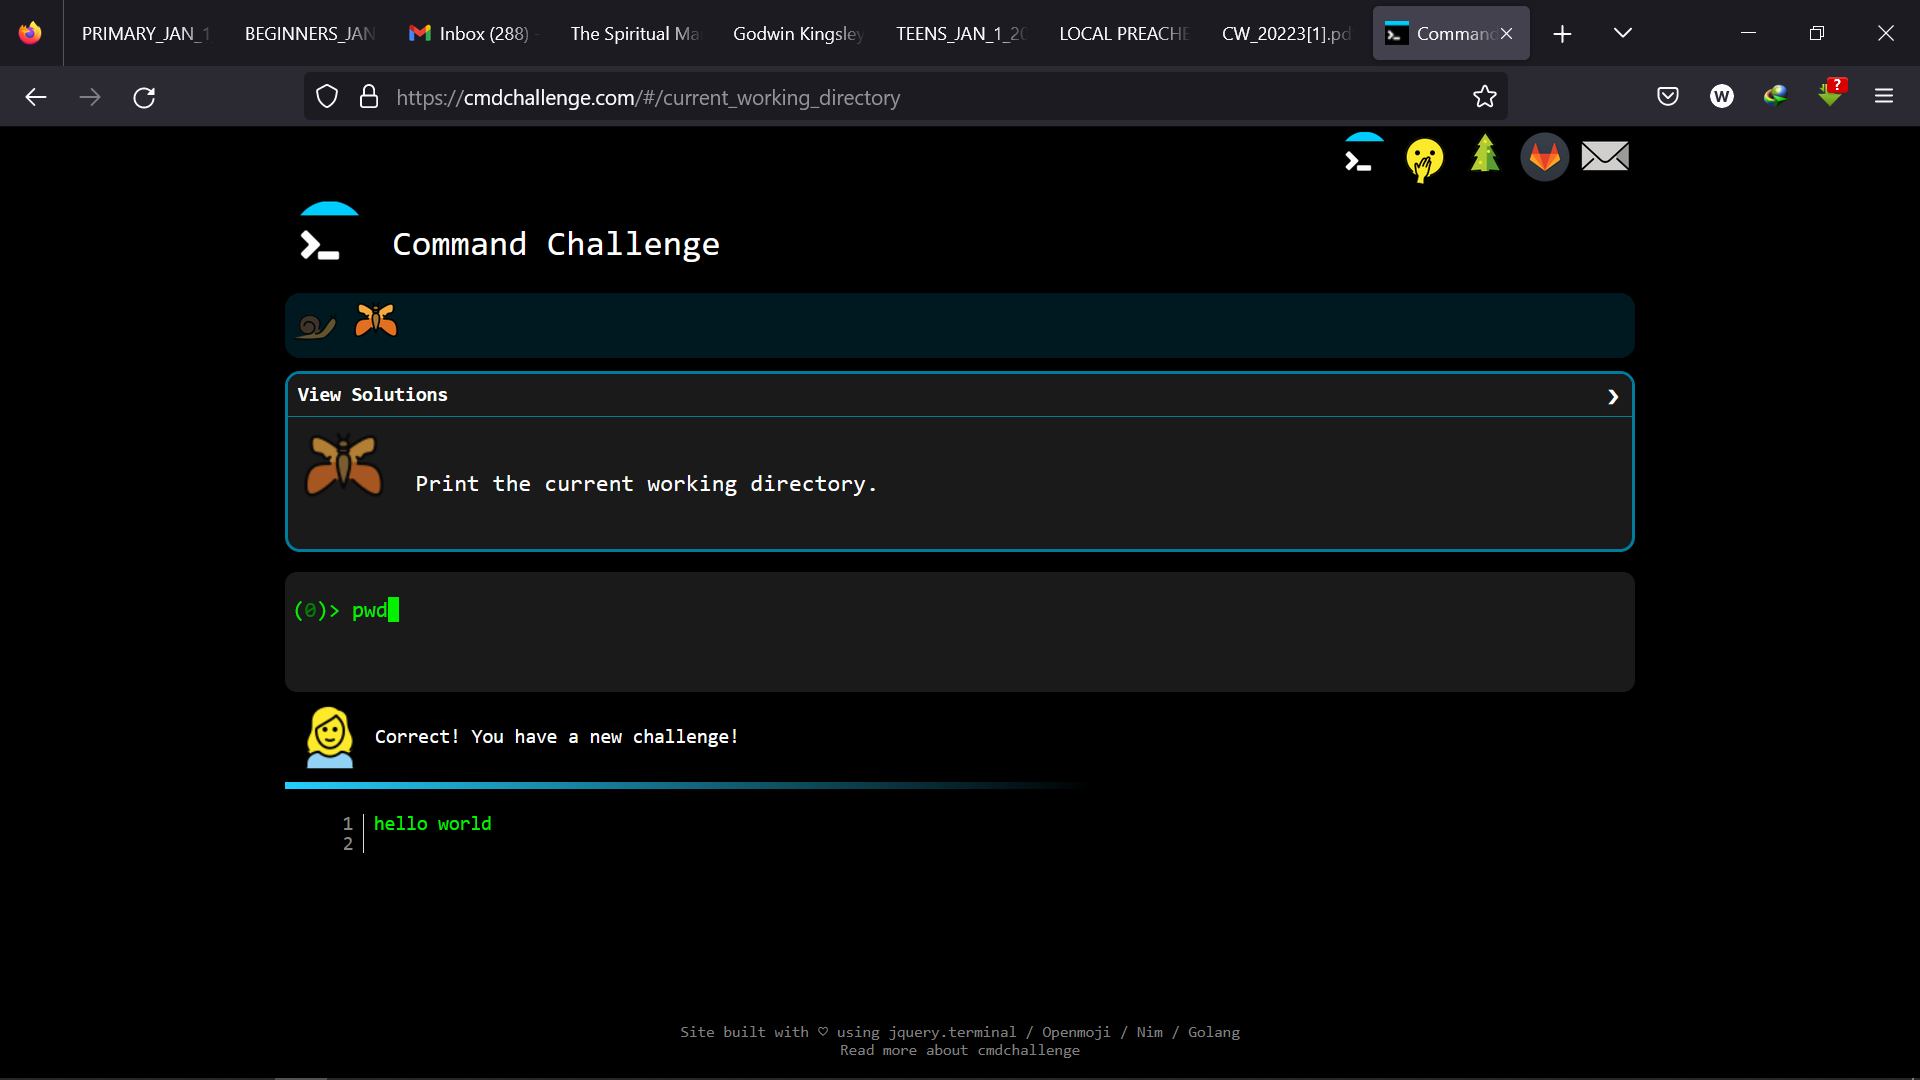 PRIMARY_JAN_1
BEGINNERS_JAN
Inbox (288) -
The Spiritual Ma
Godwin Kingsley
TEENS_JAN_1_20
LOCAL PREACHE
CW_20223[1].pd
Command
https://cmdchallenge.com/#/current_working_directory
W
?
Command Challenge
View Solutions
Print the current working directory.
(0)> pwd
Correct! You have a new challenge!
1 hello world
2
Site built with ♡ using jquery.terminal / Openmoji / Nim / Golang
Read more about cmdchallenge